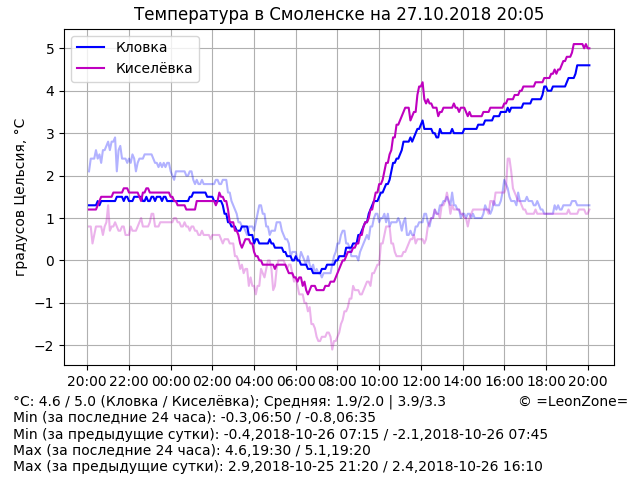 Температура в Смоленске на 27.10.2018 20:05
Кловка
Киселёвка
градусов Цельсия, °C
5
4
3
2
1
0
−1
−2
20:00 22:00 00:00 02:00 04:00 06:00 08:00 10:00 12:00 14:00 16:00 18:00 20:00
°C: 4.6 / 5.0 (Кловка / Киселёвка); Средняя: 1.9/2.0 | 3.9/3.3 © =LeonZone=
Min (за последние 24 часа): -0.3,06:50 / -0.8,06:35
Min (за предыдущие сутки): -0.4,2018-10-26 07:15 / -2.1,2018-10-26 07:45
Max (за последние 24 часа): 4.6,19:30 / 5.1,19:20
Max (за предыдущие сутки): 2.9,2018-10-25 21:20 / 2.4,2018-10-26 16:10